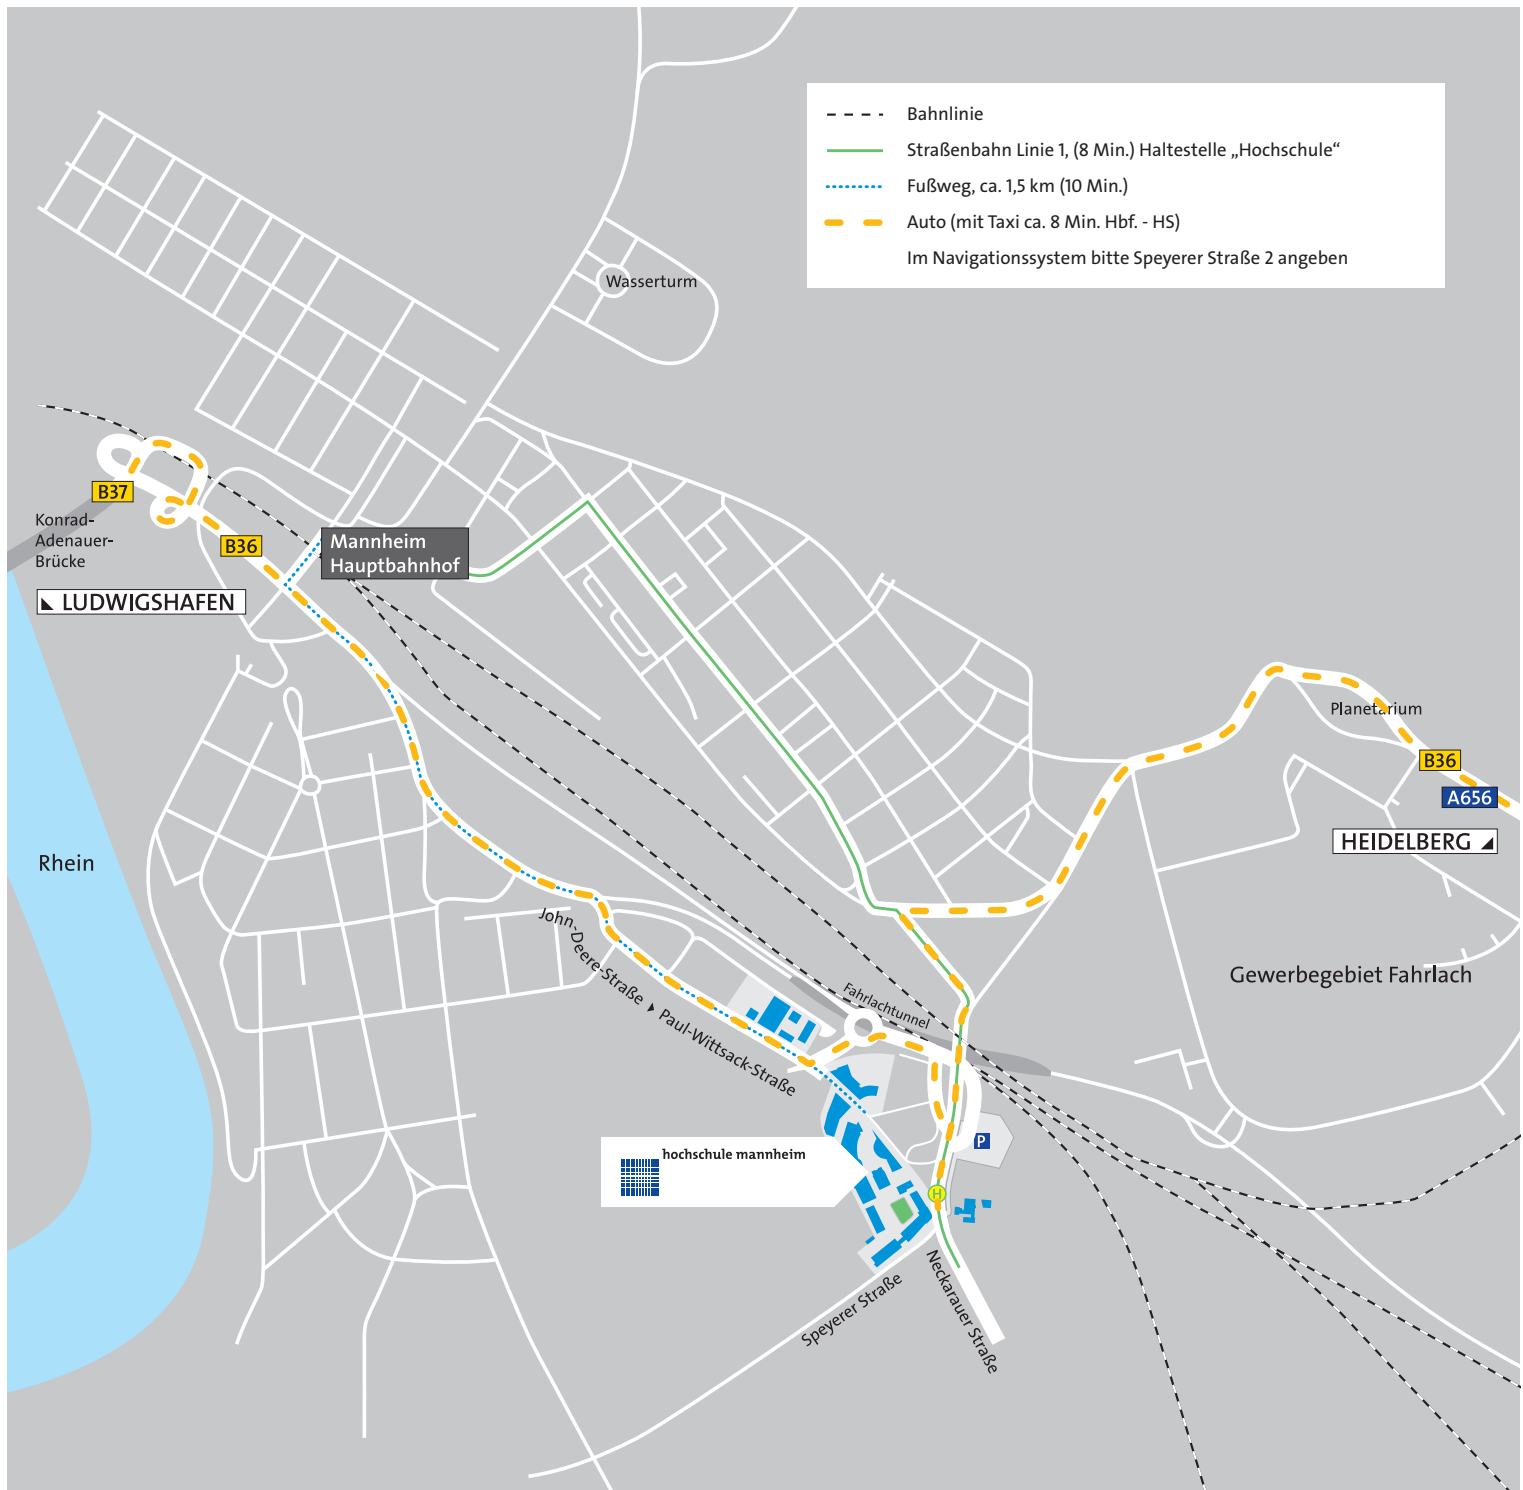 Bahnlinie
Straßenbahn Linie 1, (8 Min.) Haltestelle „Hochschule“
Fußweg, ca. 1,5 km (10 Min.)
Auto (mit Taxi ca. 8 Min. Hbf. - HS)
Im Navigationssystem bitte Speyerer Straße 2 angeben
Wasserturm
B37
Konrad-
Adenauer-
Brücke
B36
Mannheim
Hauptbahnhof
LUDWIGSHAFEN
Planetarium
B36
A656
HEIDELBERG
Rhein
John-Deere-Straße
Paul-Wittsack-Straße
Fahrlachtunnel
Gewerbegebiet Fahrlach
P
hochschule mannheim
H
Speyerer Straße
Neckarauer Straße